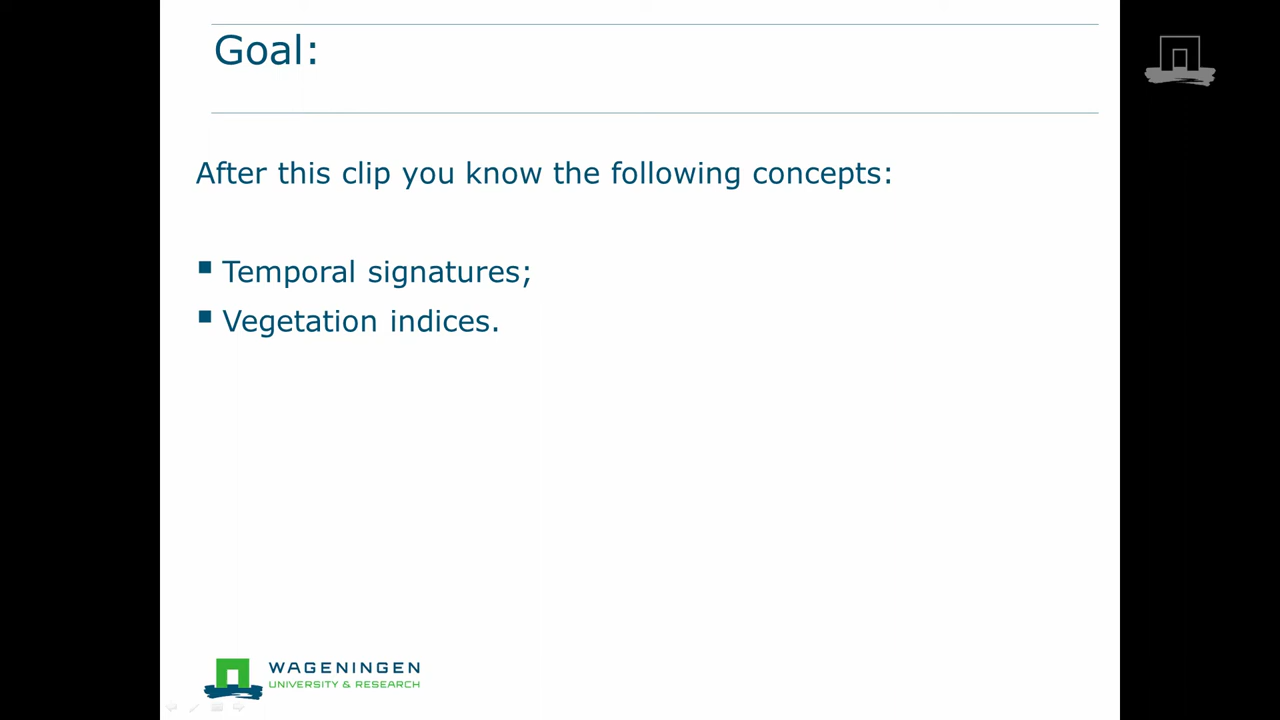 Goal:
After this clip you know the following concepts:
Temporal signatures;
Vegetation indices.
WAGENINGEN
UNIVERSITY & RESEARCH